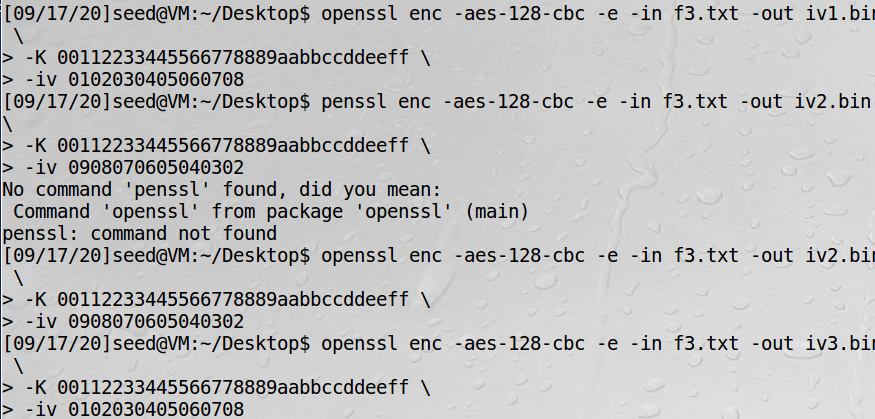 [09/17/20]seed@VM:~/Desktop$ openssl enc -aes-128-cbc -e -in f3.txt -out iv1.bin
\
> -K 00112233445566778889aabbccddeeff \
> -iv 0102030405060708
[09/17/20]seed@VM:~/Desktop$ penssl enc -aes-128-cbc -e -in f3.txt -out iv2.bin
\
> -K 00112233445566778889aabbccddeeff \
> -iv 0908070605040302
No command 'penssl' found, did you mean:
Command 'openssl' from package 'openssl' (main)
penssl: command not found
[09/17/20]seed@VM:~/Desktop$ openssl enc -aes-128-cbc -e -in f3.txt -out iv2.bin
\
> -K 00112233445566778889aabbccddeeff \
> -iv 0908070605040302
[09/17/20]seed@VM:~/Desktop$ openssl enc -aes-128-cbc -e -in f3.txt -out iv3.bin
\
> -K 00112233445566778889aabbccddeeff \
> -iv 0102030405060708